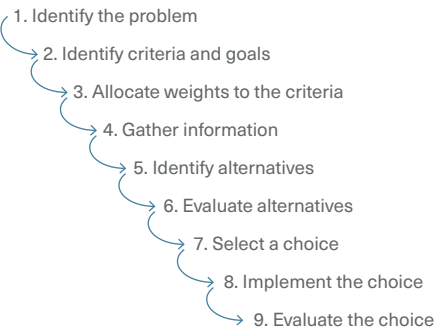 1. Identify the problem
2. Identify criteria and goals
3. Allocate weights to the criteria
4. Gather information
5. Identify alternatives
6. Evaluate alternatives
7. Select a choice
8. Implement the choice
9. Evaluate the choice